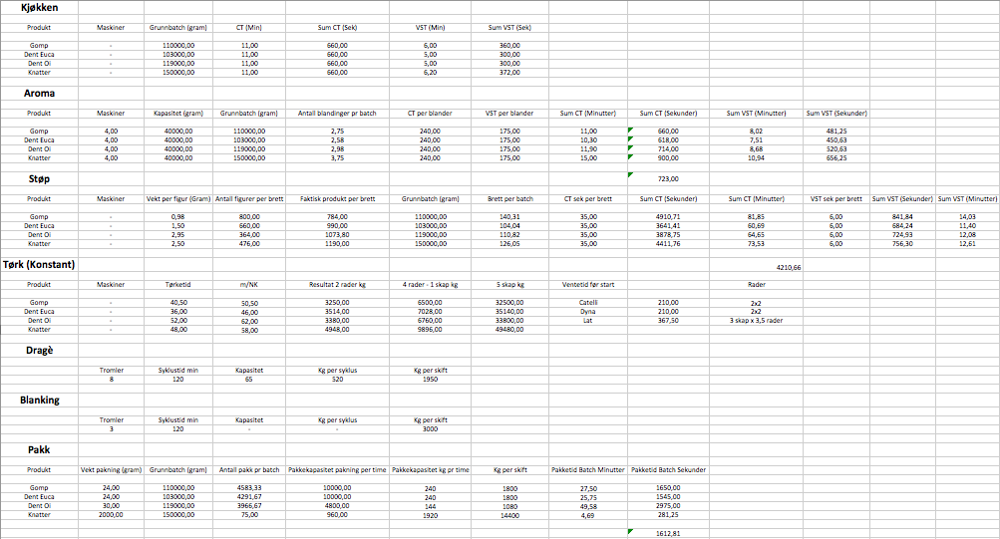 Kjøkken
Produkt Maskiner Grunnbatch (gram) CT (Min) Sum CT (Sek) VST (Min) Sum VST (Sek)
Gomp - 110000,00 11,00 660,00 6,00 360,00
Dent Euca - 103000,00 11,00 660,00 5,00 300,00
Dent Oi - 119000,00 11,00 660,00 5,00 300,00
Knatter - 150000,00 11,00 660,00 6,20 372,00
Aroma
Produkt Maskiner Kapasitet (gram) Grunnbatch (gram) Antall blandinger pr batch CT per blander VST per blander Sum CT (Minutter) Sum CT (Sekunder) Sum VST (Minutter) Sum VST (Sekunder)
Gomp 4,00 40000,00 110000,00 2,75 240,00 175,00 11,00 660,00 8,02 481,25
Dent Euca 4,00 40000,00 103000,00 2,58 240,00 175,00 10,30 618,00 7,51 450,63
Dent Oi 4,00 40000,00 119000,00 2,98 240,00 175,00 11,90 714,00 8,68 520,63
Knatter 4,00 40000,00 150000,00 3,75 240,00 175,00 15,00 900,00 10,94 656,25
Støp 723,00
Produkt Maskiner Vekt per figur (Gram) Antall figurer per brett Faktisk produkt per brett Grunnbatch (gram) Brett per batch CT sek per brett Sum CT (Sekunder) Sum CT (Minutter) VST sek per brett Sum VST (Sekunder) Sum VST (Minutter)
Gomp - 0,98 800,00 784,00 110000,00 140,31 35,00 4910,71 81,85 6,00 841,84 14,03
Dent Euca - 1,50 660,00 990,00 103000,00 104,04 35,00 3641,41 60,69 6,00 684,24 11,40
Dent Oi - 2,95 364,00 1073,80 119000,00 110,82 35,00 3878,75 64,65 6,00 724,93 12,08
Knatter - 2,50 476,00 1190,00 150000,00 126,05 35,00 4411,76 73,53 6,00 756,30 12,61
Tørk (Konstant) 4210,66
Produkt Maskiner Tørketid m/NK Resultat 2 rader kg 4 rader - 1 skap kg 5 skap kg Ventetid før start Rader
Gomp - 40,50 50,50 3250,00 6500,00 32500,00 Catelli 210,00 2x2
Dent Euca - 36,00 46,00 3514,00 7028,00 35140,00 Dyna 210,00 2x2
Dent Oi - 52,00 62,00 3380,00 6760,00 33800,00 Lat 367,50 3 skap x 3,5 rader
Knatter - 48,00 58,00 4948,00 9896,00 49480,00
Dragè
Tromler Syklustid min Kapasitet Kg per syklus Kg per skift
8 120 65 520 1950
Blanking
Tromler Syklustid min Kapasitet Kg per syklus Kg per skift
3 120 - - 3000
Pakk
Produkt Vekt pakning (gram) Grunnbatch (gram) Antall pakk pr batch Pakkekapasitet pakning per time Pakkekapasitet kg pr time Kg per skift Pakketid Batch Minutter Pakketid Batch Sekunder
Gomp 24,00 110000,00 4583,33 10000,00 240 1800 27,50 1650,00
Dent Euca 24,00 103000,00 4291,67 10000,00 240 1800 25,75 1545,00
Dent Oi 30,00 119000,00 3966,67 4800,00 144 1080 49,58 2975,00
Knatter 2000,00 150000,00 75,00 960,00 1920 14400 4,69 281,25
1612,81